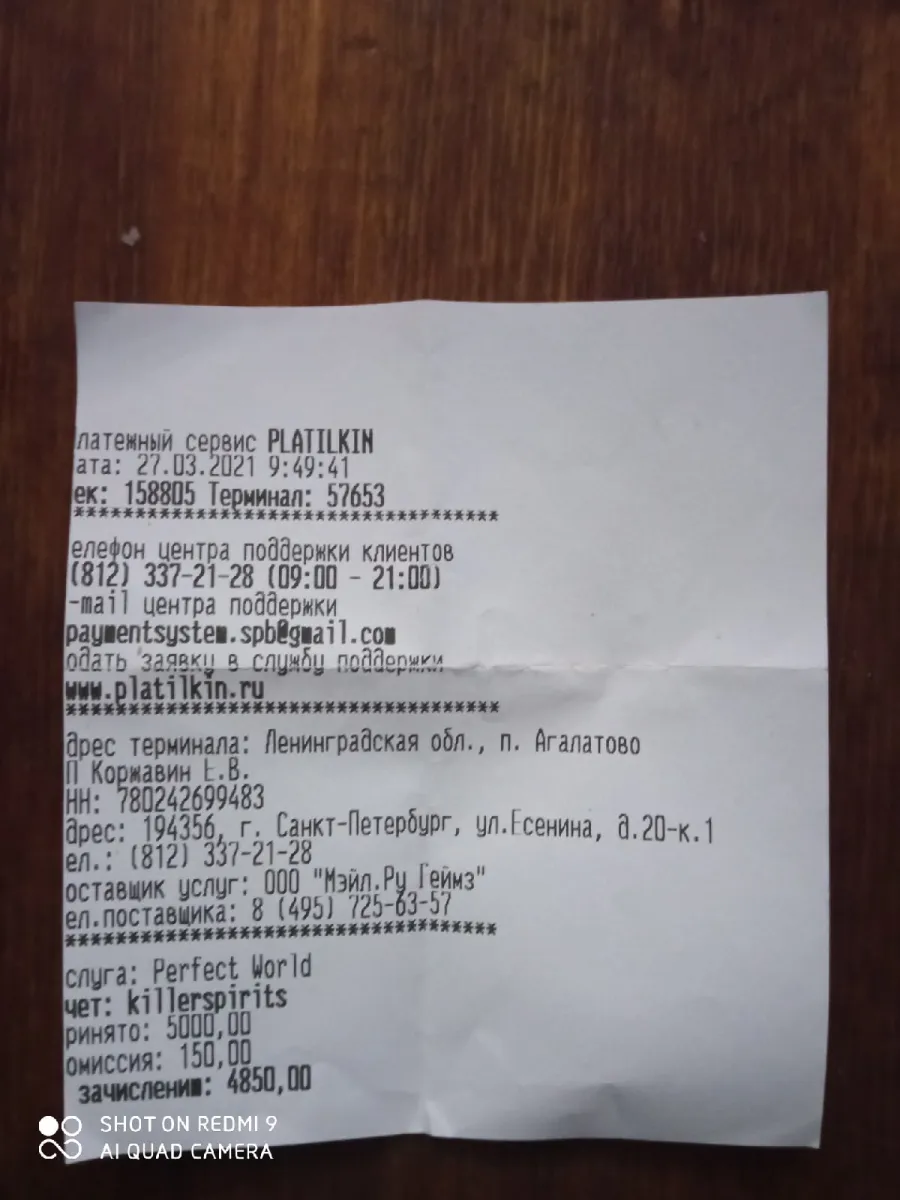 латежный сервис PLATILKIN
ата: 27.03.2021 9:49:41
ек: 158805 Терминал: 57653
***********************************
елефон центра поддержки клиентов
(812) 337-21-28 (09:00 - 21:00)
-mail центра поддержки
paymentsystem.spb@gmail.com
одать заявку в службу поддержки
www.platilkin.ru
***********************************
дрес терминала: Ленинградская обл., п. Агалатово
П Коржавин Е.В.
НН: 780242699483
дрес: 194356, г. Санкт-Петербург, ул.Есенина, д.20-к.1
ел.: (812) 337-21-28
оставщик услуг: ООО "Мэйл.Ру Геймз"
ел.поставщика: 8 (495) 725-63-57
***********************************
слуга: Perfect World
чет: killerspirits
ринято: 5000,00
омиссия: 150,00
зачислению: 4850,00
SHOT ON REDMI 9
AI QUAD CAMERA